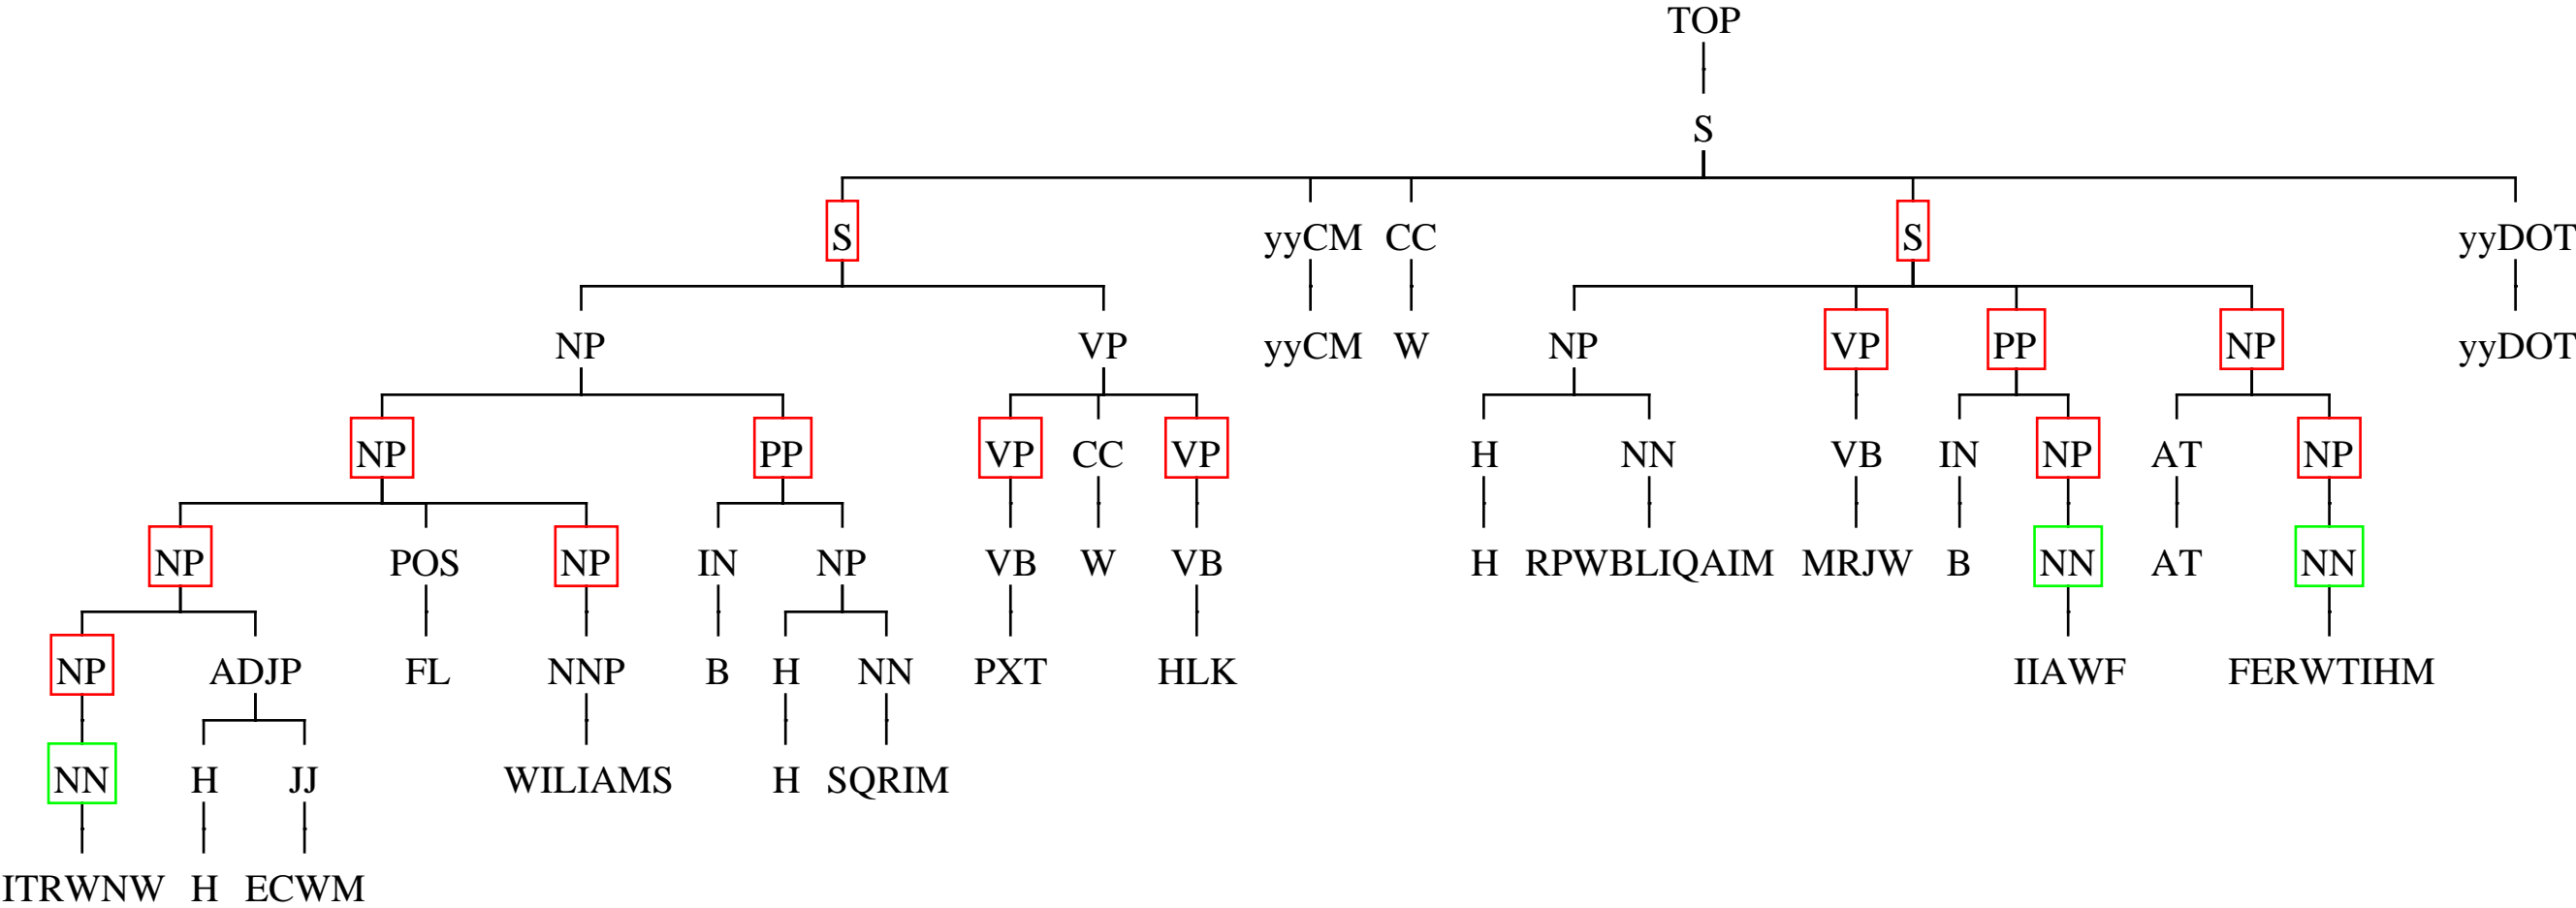 TOP
S
S yyCM CC S yyDOT
NP VP yyCM W NP VP PP NP yyDOT
NP PP VP CC VP H NN VB IN NP AT NP
NP POS NP IN NP VB W VB H RPWBLIQAIM MRJW B NN AT NN
NP ADJP FL NNP B H NN PXT HLK IIAWF FERWTIHM
NN H JJ WILIAMS H SQRIM
ITRWNW H ECWM